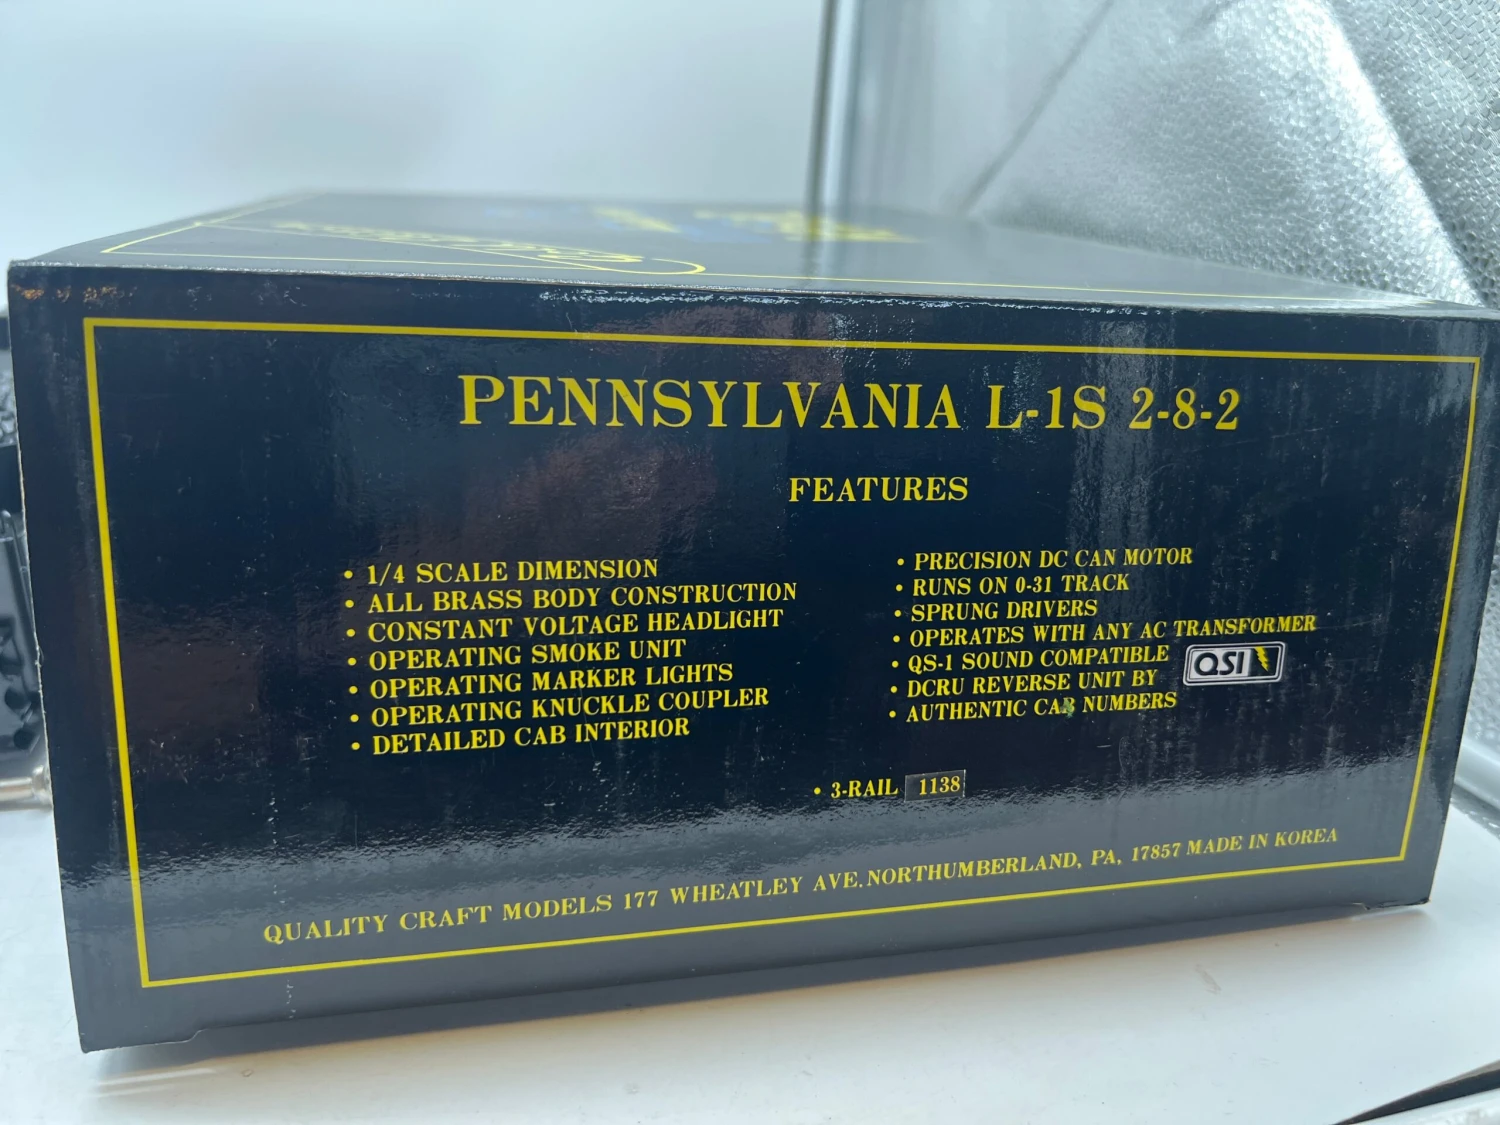 PENNSYLVANIA L-1S 2-8-2
FEATURES
• 1/4 SCALE DIMENSION
• ALL BRASS BODY CONSTRUCTION
• CONSTANT VOLTAGE HEADLIGHT
• OPERATING SMOKE UNIT
• OPERATING MARKER LIGHTS
• OPERATING KNUCKLE COUPLER
• DETAILED CAB INTERIOR
• PRECISION DC CAN MOTOR
• RUNS ON 0-31 TRACK
• SPRUNG DRIVERS
• OPERATES WITH ANY AC TRANSFORMER
• QS-1 SOUND COMPATIBLE
• DCRU REVERSE UNIT BY QSI
• AUTHENTIC CAB NUMBERS
• 3-RAIL 1138
QUALITY CRAFT MODELS 177 WHEATLEY AVE. NORTHUMBERLAND, PA, 17857 MADE IN KOREA